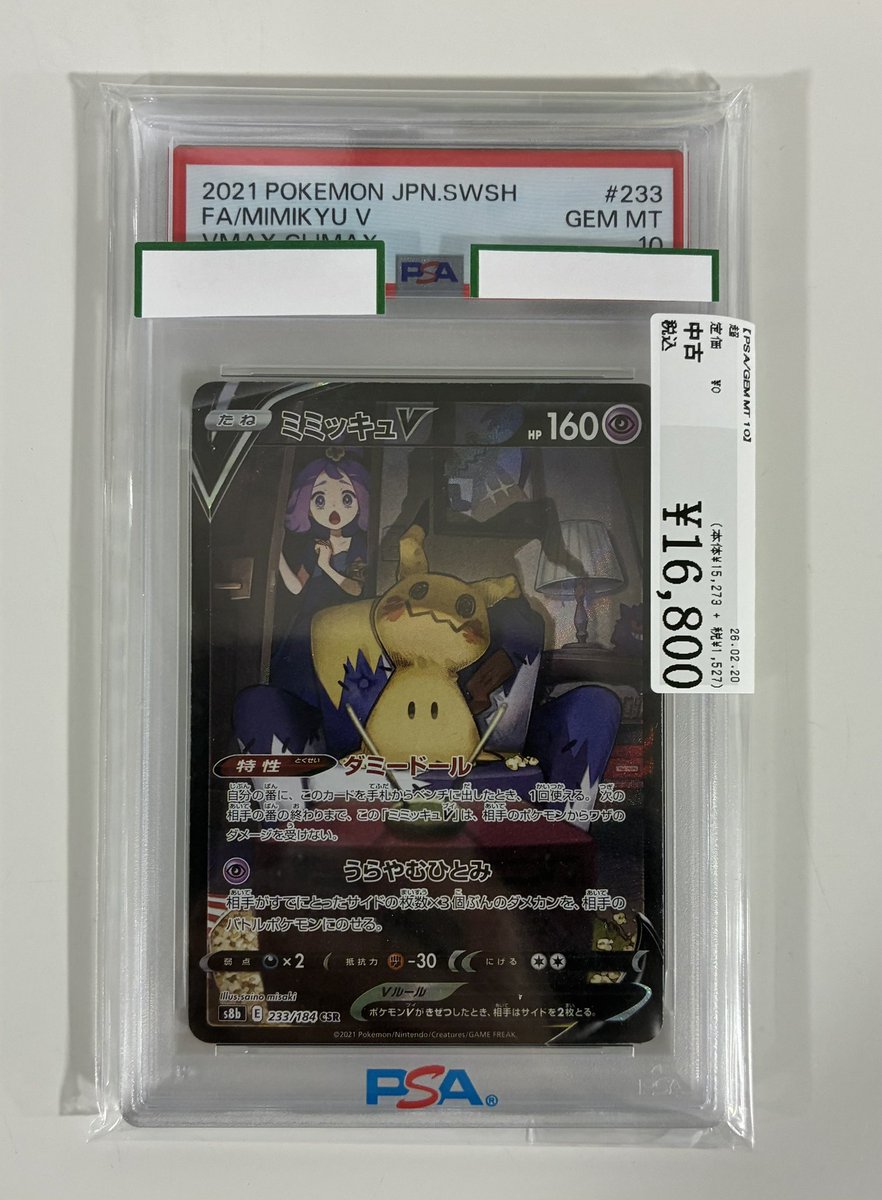 2021 POKEMON JPN.SWSH #233
FA/MIMIKYU V GEM MT
VMAX CLIMAX 10
PSA
【PSA/GEM MT 10】
超
定価 ¥0
中古
税込
¥16,800
(本体¥15,273 + 税¥1,527)
26.02.20
たね ミミッキュV HP 160
特性 とくせい ダミードール
自分の番に、このカードを手札からベンチに出したとき、1回使える。次の
相手の番の終わりまで、この「ミミッキュV」は、相手のポケモンからワザの
ダメージを受けない。
うらやむひとみ
相手がすでにとったサイドの枚数×3個ぶんのダメカンを、相手の
バトルポケモンにのせる。
弱点 ×2 抵抗力 -30 にげる
Illus.saino misaki
Vルール
s8b E 233/184 CSR
ポケモンVがきぜつしたとき、相手はサイドを2枚とる。
©2021 Pokémon/Nintendo/Creatures/GAME FREAK.
PSA®